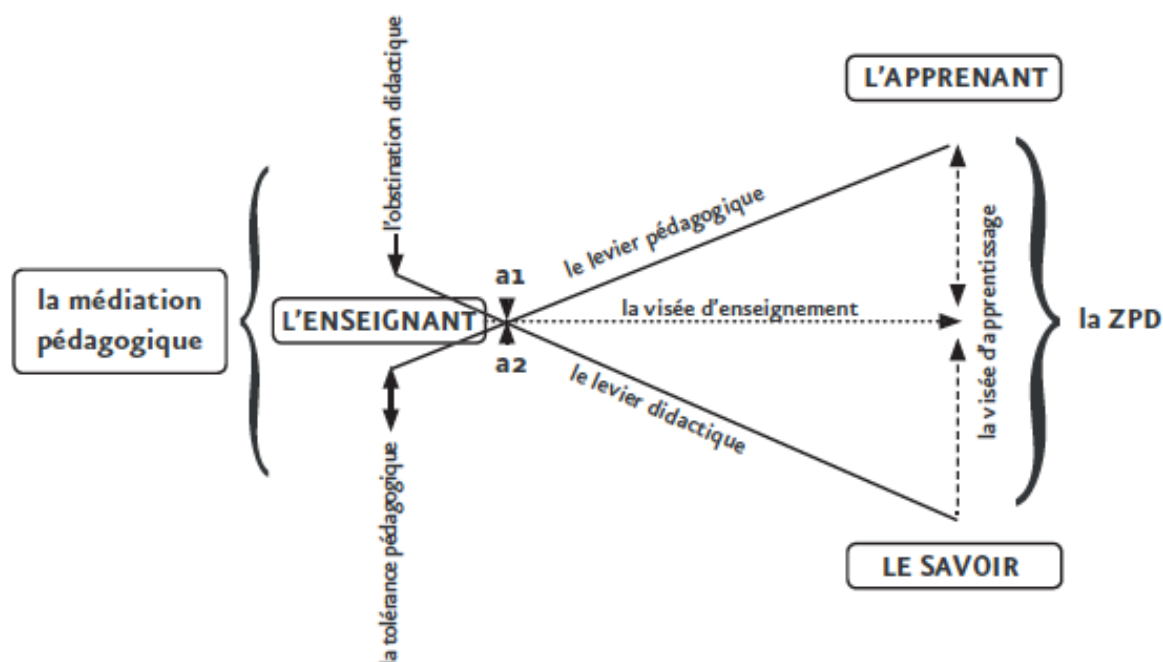 l'obstination didactique
L'APPRENANT
le levier pédagogique
la visée d'apprentissage
a1
la médiation
pédagogique
L'ENSEIGNANT
la visée d'enseignement
la ZPD
a2
le levier didactique
la tolérance pédagogique
LE SAVOIR